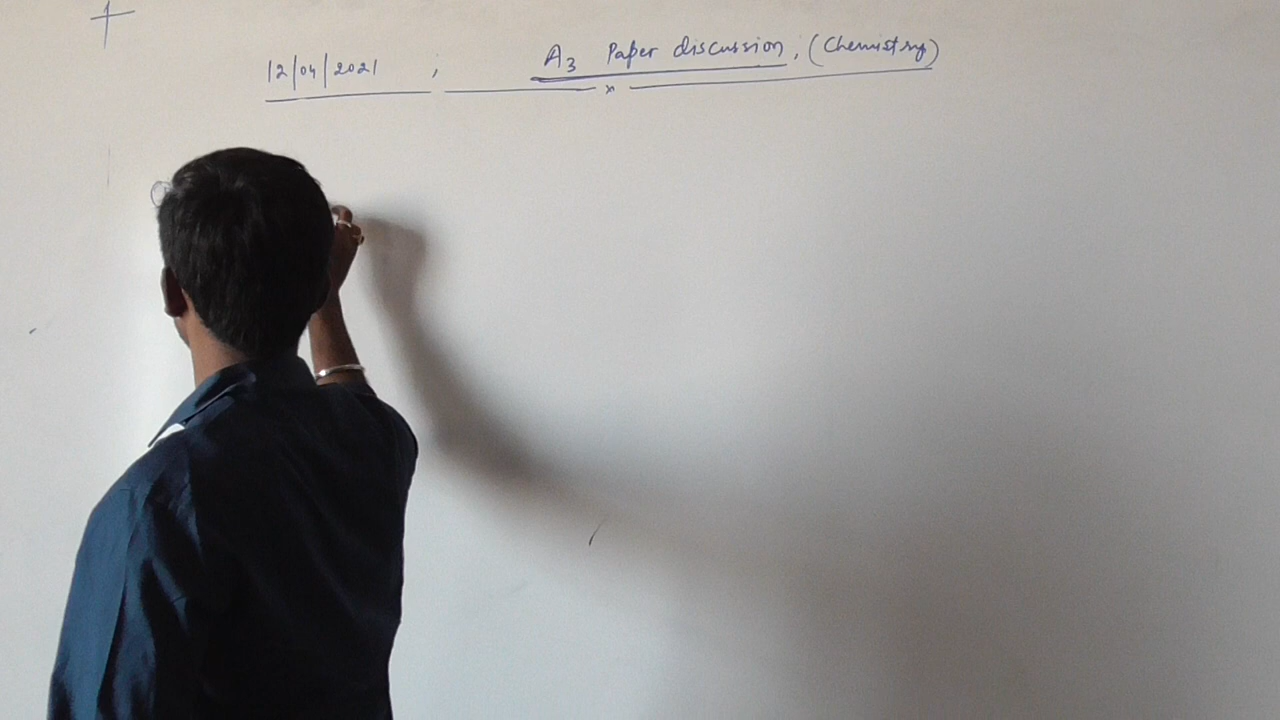 12/04/2021 ; A3 Paper discussion, (Chemistry)